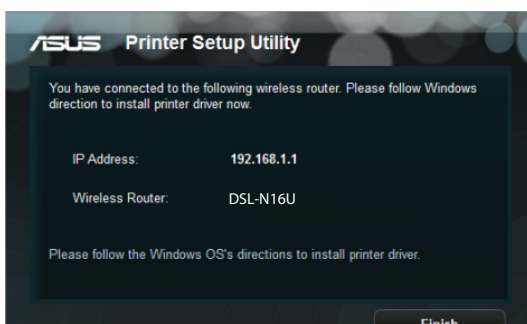 ASUS Printer Setup Utility
You have connected to the following wireless router. Please follow Windows
direction to install printer driver now.
IP Address: 192.168.1.1
Wireless Router: DSL-N16U
Please follow the Windows OS's directions to install printer driver.
Finish